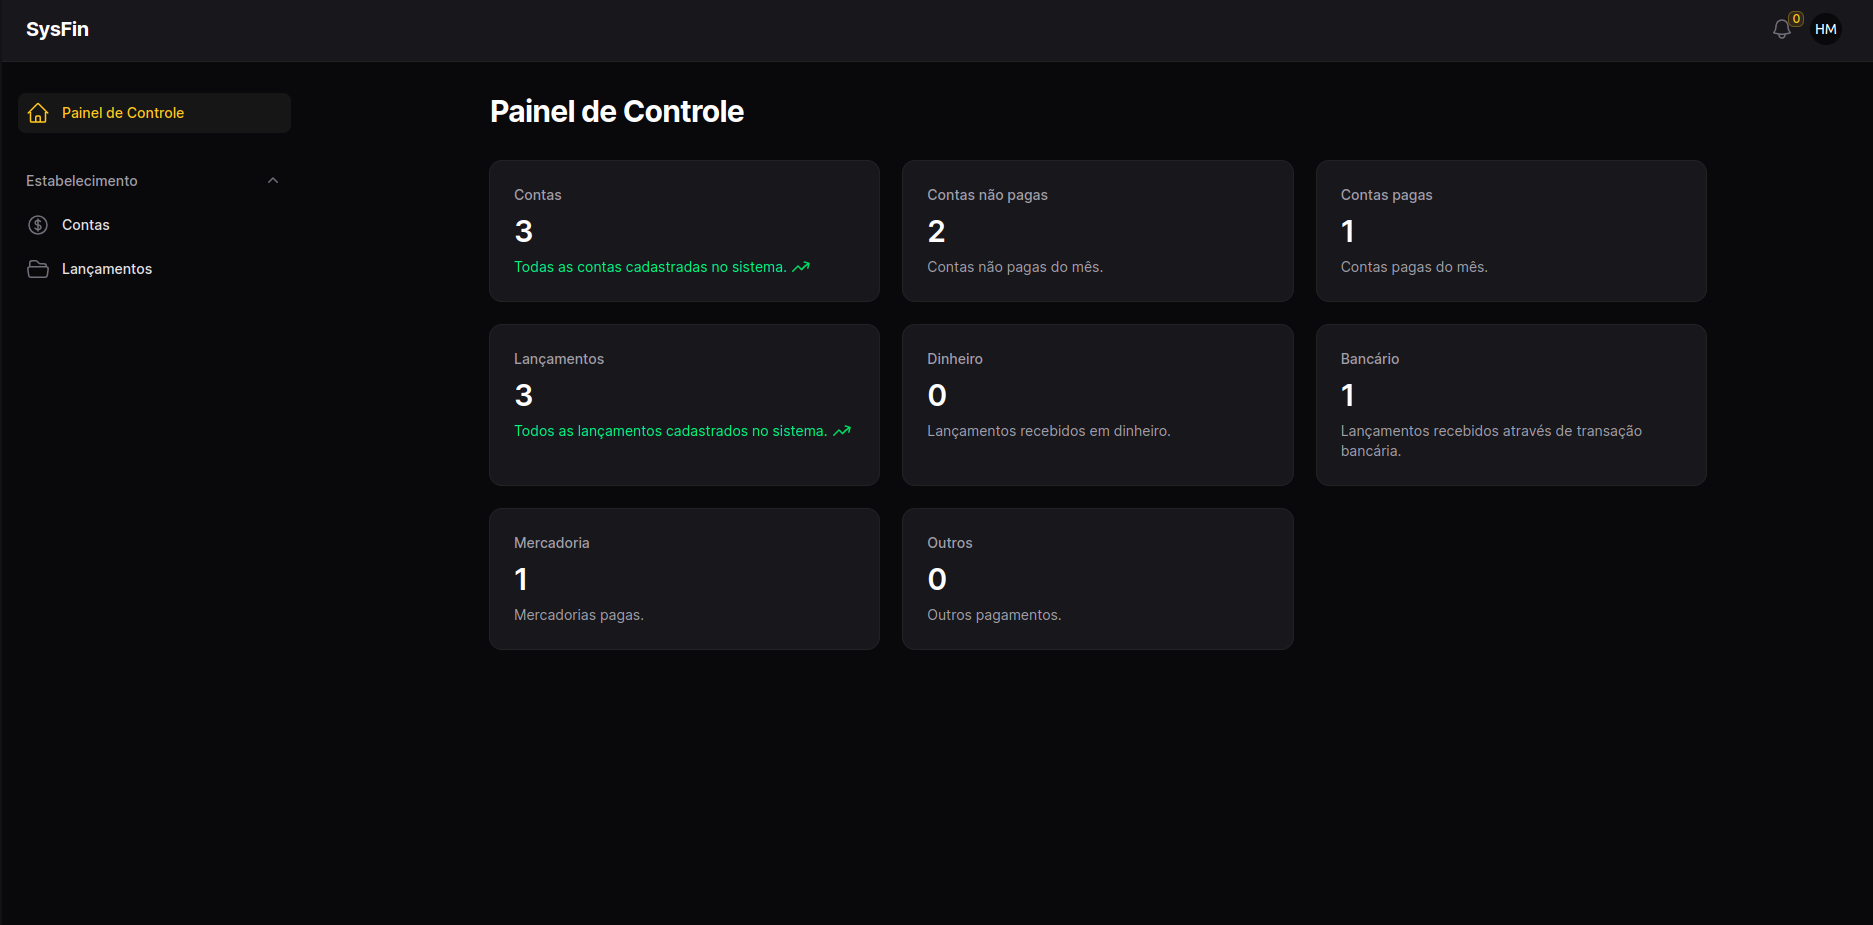 SysFin
0
HM
Painel de Controle
Estabelecimento
Contas
Lançamentos
Painel de Controle
Contas
3
Todas as contas cadastradas no sistema.
Contas não pagas
2
Contas não pagas do mês.
Contas pagas
1
Contas pagas do mês.
Lançamentos
3
Todos as lançamentos cadastrados no sistema.
Dinheiro
0
Lançamentos recebidos em dinheiro.
Bancário
1
Lançamentos recebidos através de transação
bancária.
Mercadoria
1
Mercadorias pagas.
Outros
0
Outros pagamentos.